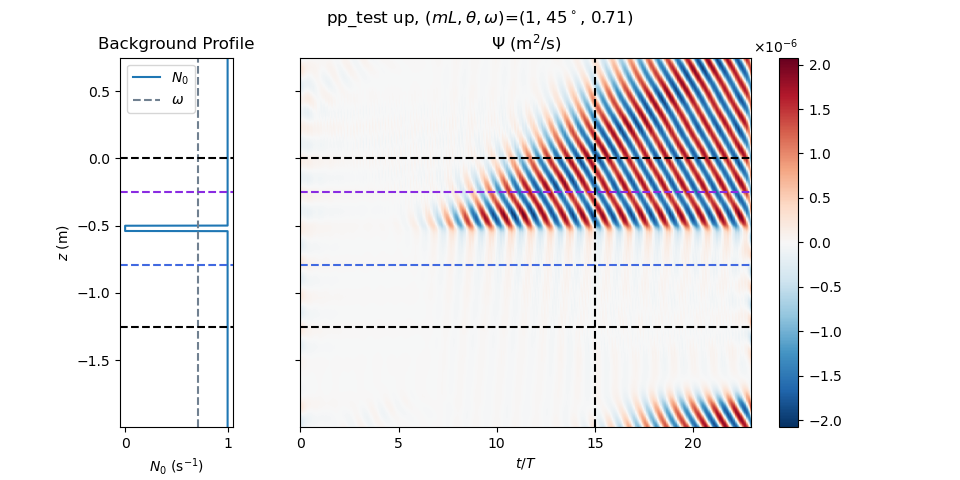 pp_test up, (mL, θ, ω)=(1, 45°, 0.71)
Background Profile
Ψ (m²/s)
×10⁻⁶
N₀
ω
0.5
0.0
−0.5
−1.0
−1.5
z (m)
0
1
N₀ (s⁻¹)
0
5
10
15
20
t/T
2.0
1.5
1.0
0.5
0.0
−0.5
−1.0
−1.5
−2.0